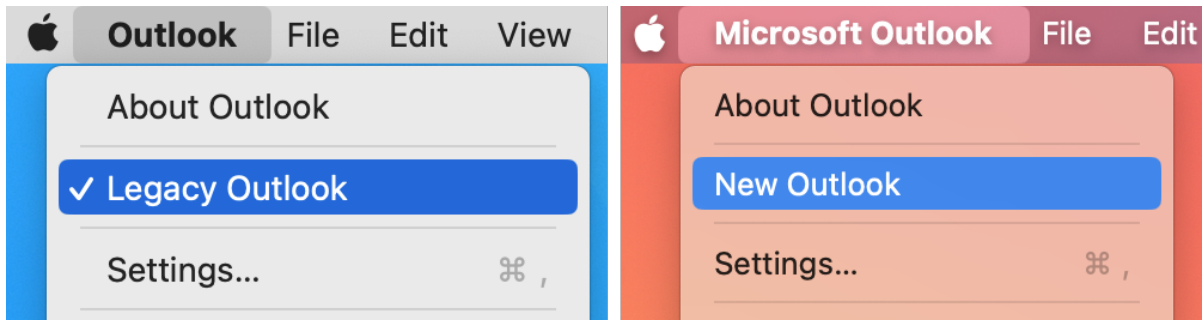 Outlook File Edit View
About Outlook
✓ Legacy Outlook
Settings... ⌘ ,
Microsoft Outlook File Edit
About Outlook
New Outlook
Settings... ⌘ ,